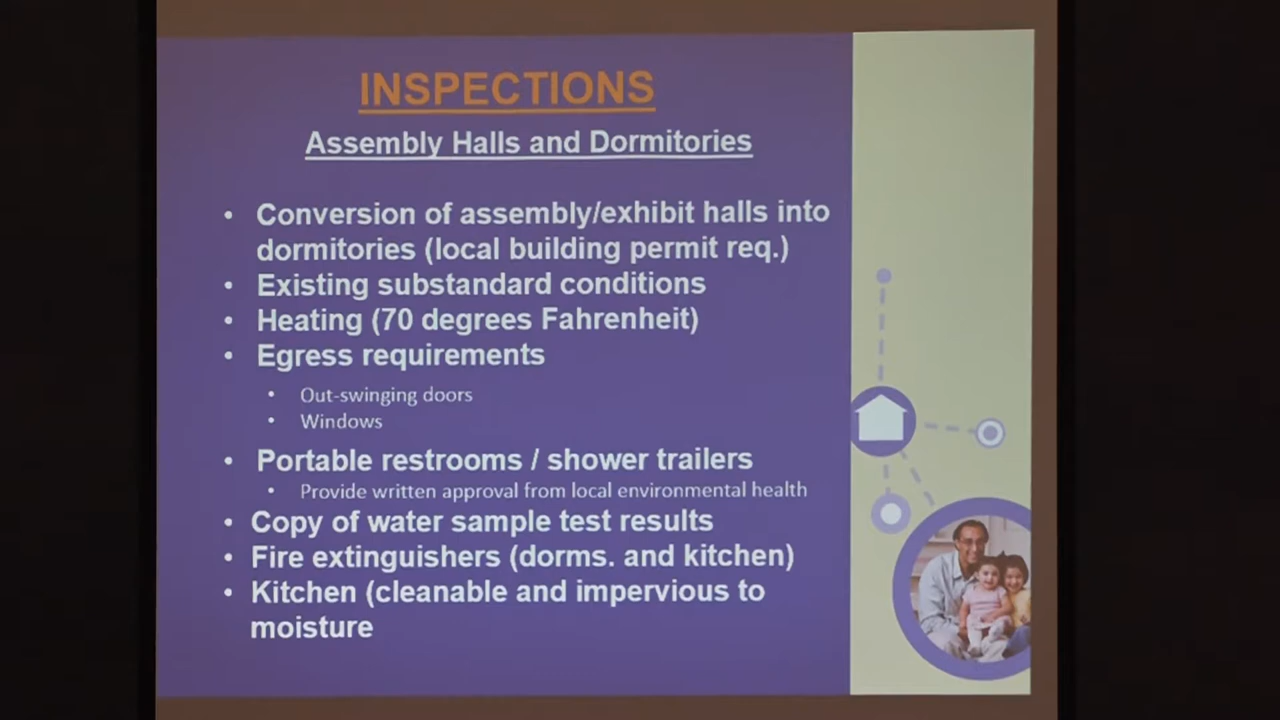 INSPECTIONS
Assembly Halls and Dormitories
• Conversion of assembly/exhibit halls into
dormitories (local building permit req.)
• Existing substandard conditions
• Heating (70 degrees Fahrenheit)
• Egress requirements
• Out-swinging doors
• Windows
• Portable restrooms / shower trailers
• Provide written approval from local environmental health
• Copy of water sample test results
• Fire extinguishers (dorms. and kitchen)
• Kitchen (cleanable and impervious to
moisture